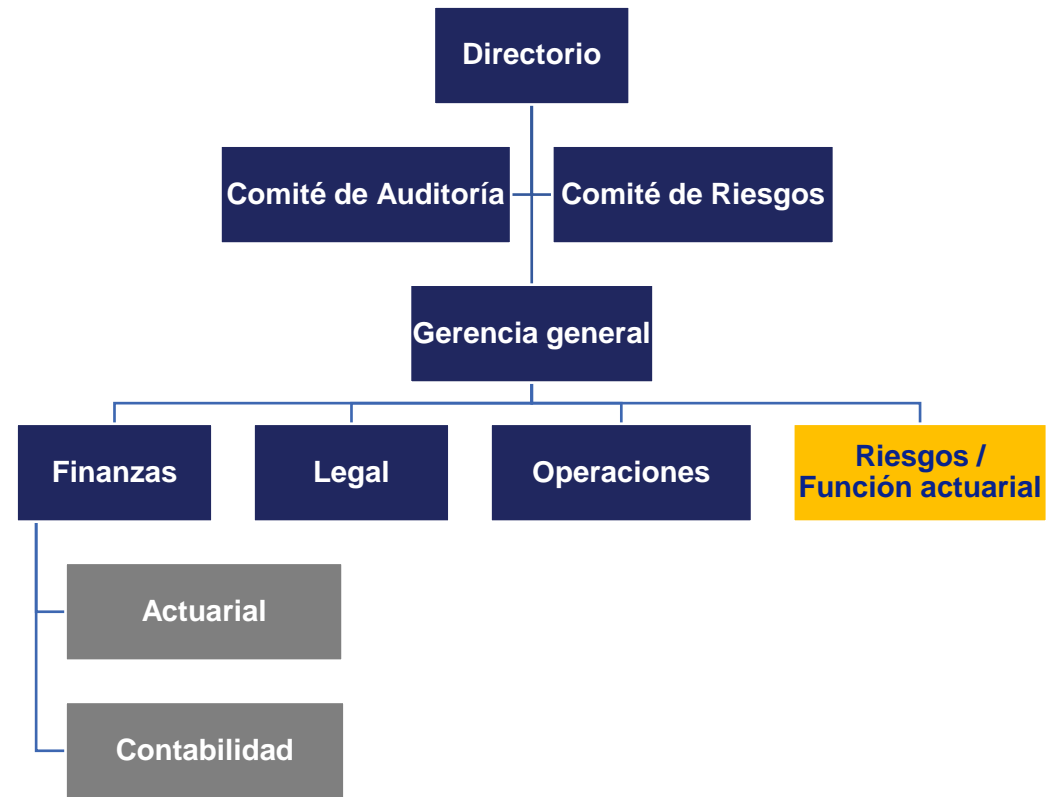 Directorio
Comité de Auditoría
Comité de Riesgos
Gerencia general
Finanzas
Legal
Operaciones
Riesgos /
Función actuarial
Actuarial
Contabilidad